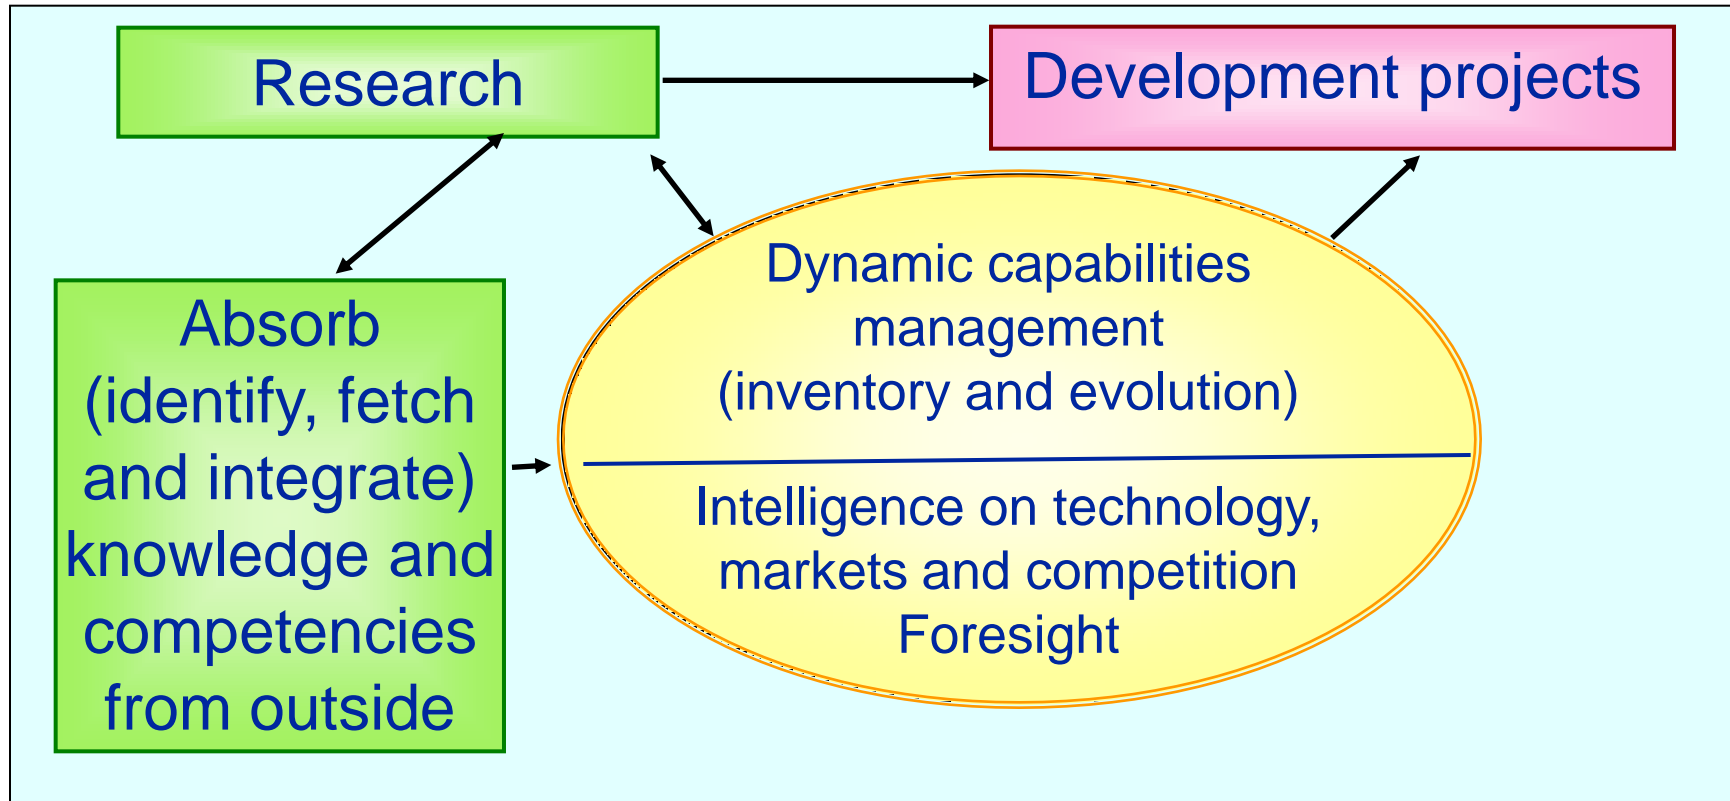 Research
Development projects
Dynamic capabilities
management
(inventory and evolution)
Intelligence on technology,
markets and competition
Foresight
Absorb
(identify, fetch
and integrate)
knowledge and
competencies
from outside